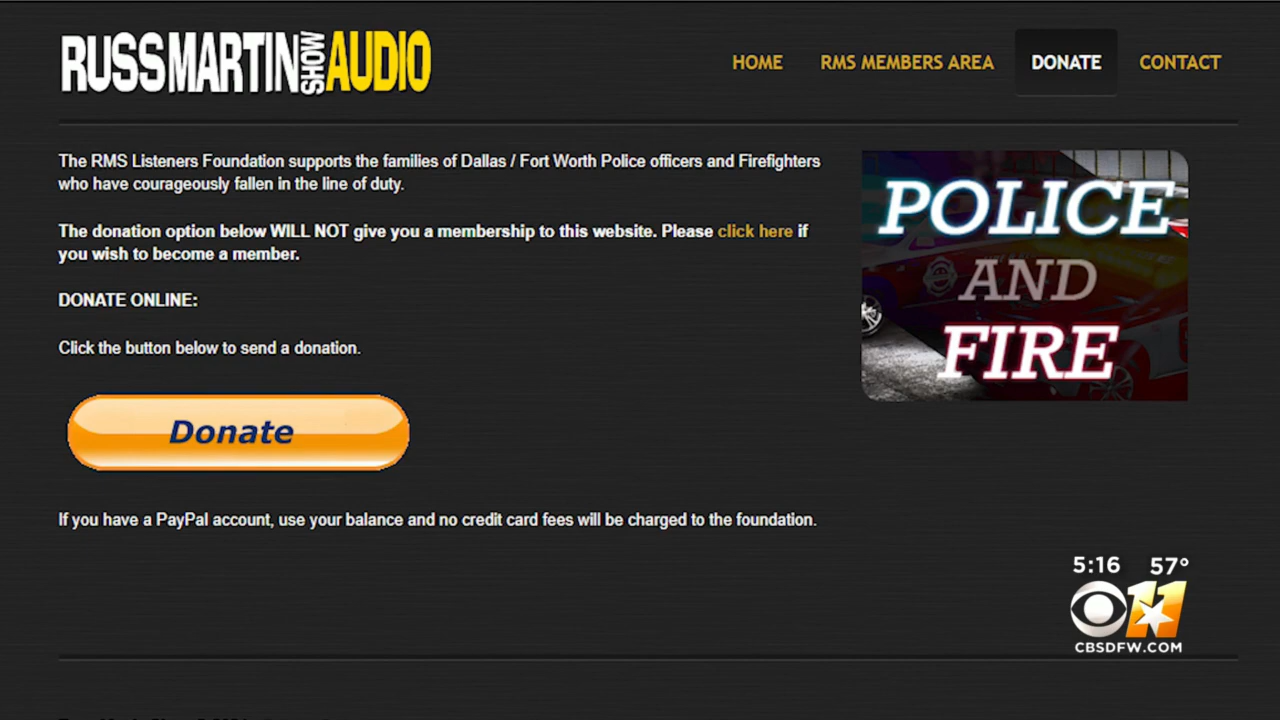 RUSS MARTIN SHOW AUDIO
HOME RMS MEMBERS AREA DONATE CONTACT
The RMS Listeners Foundation supports the families of Dallas / Fort Worth Police officers and Firefighters
who have courageously fallen in the line of duty.
The donation option below WILL NOT give you a membership to this website. Please click here if
you wish to become a member.
DONATE ONLINE:
Click the button below to send a donation.
Donate
If you have a PayPal account, use your balance and no credit card fees will be charged to the foundation.
POLICE
AND
FIRE
5:16 57°
11
CBSDFW.COM